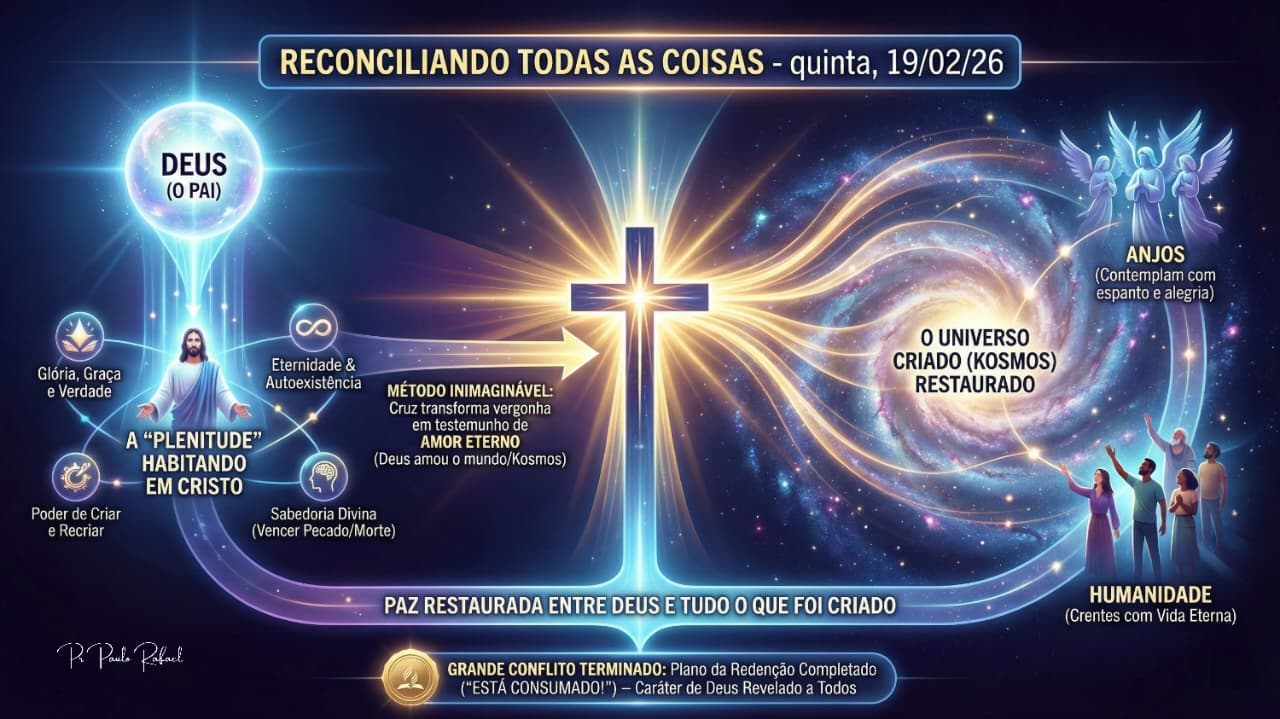 RECONCILIANDO TODAS AS COISAS - quinta, 19/02/26
DEUS
(O PAI)
Glória, Graça
e Verdade
Eternidade &
Autoexistência
A “PLENITUDE”
HABITANDO
EM CRISTO
Poder de Criar
e Recriar
Sabedoria Divina
(Vencer Pecado/Morte)
MÉTODO INIMAGINÁVEL:
Cruz transforma vergonha
em testemunho de
AMOR ETERNO
(Deus amou o mundo/Kosmos)
O UNIVERSO
CRIADO (KOSMOS)
RESTAURADO
ANJOS
(Contemplam com
espanto e alegria)
HUMANIDADE
(Crentes com Vida Eterna)
PAZ RESTAURADA ENTRE DEUS E TUDO O QUE FOI CRIADO
Pr Paulo Rafael
GRANDE CONFLITO TERMINADO: Plano da Redenção Completado
(“ESTÁ CONSUMADO!”) – Caráter de Deus Revelado a Todos